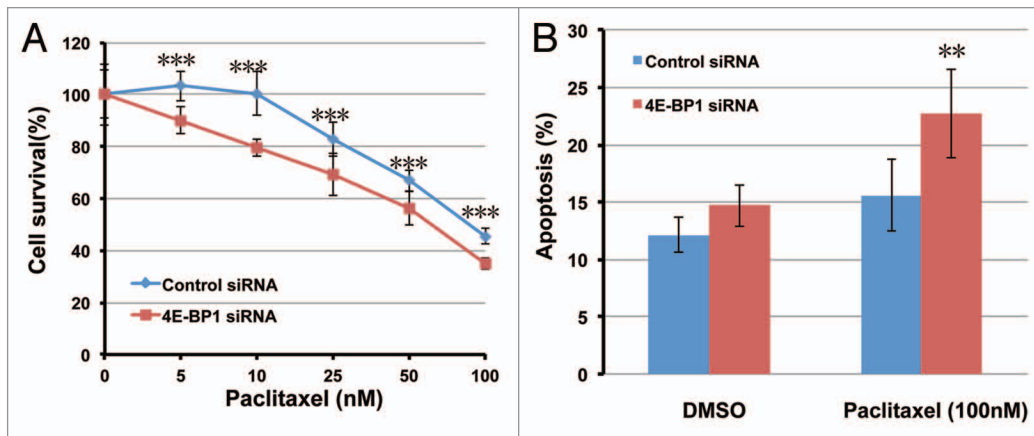 A
120
100
80
60
40
20
0
Cell survival(%)
***
***
***
***
***
Control siRNA
4E-BP1 siRNA
0 5 10 25 50 100
Paclitaxel (nM)
B
30
25
20
15
10
5
0
Apoptosis (%)
Control siRNA
4E-BP1 siRNA
**
DMSO Paclitaxel (100nM)